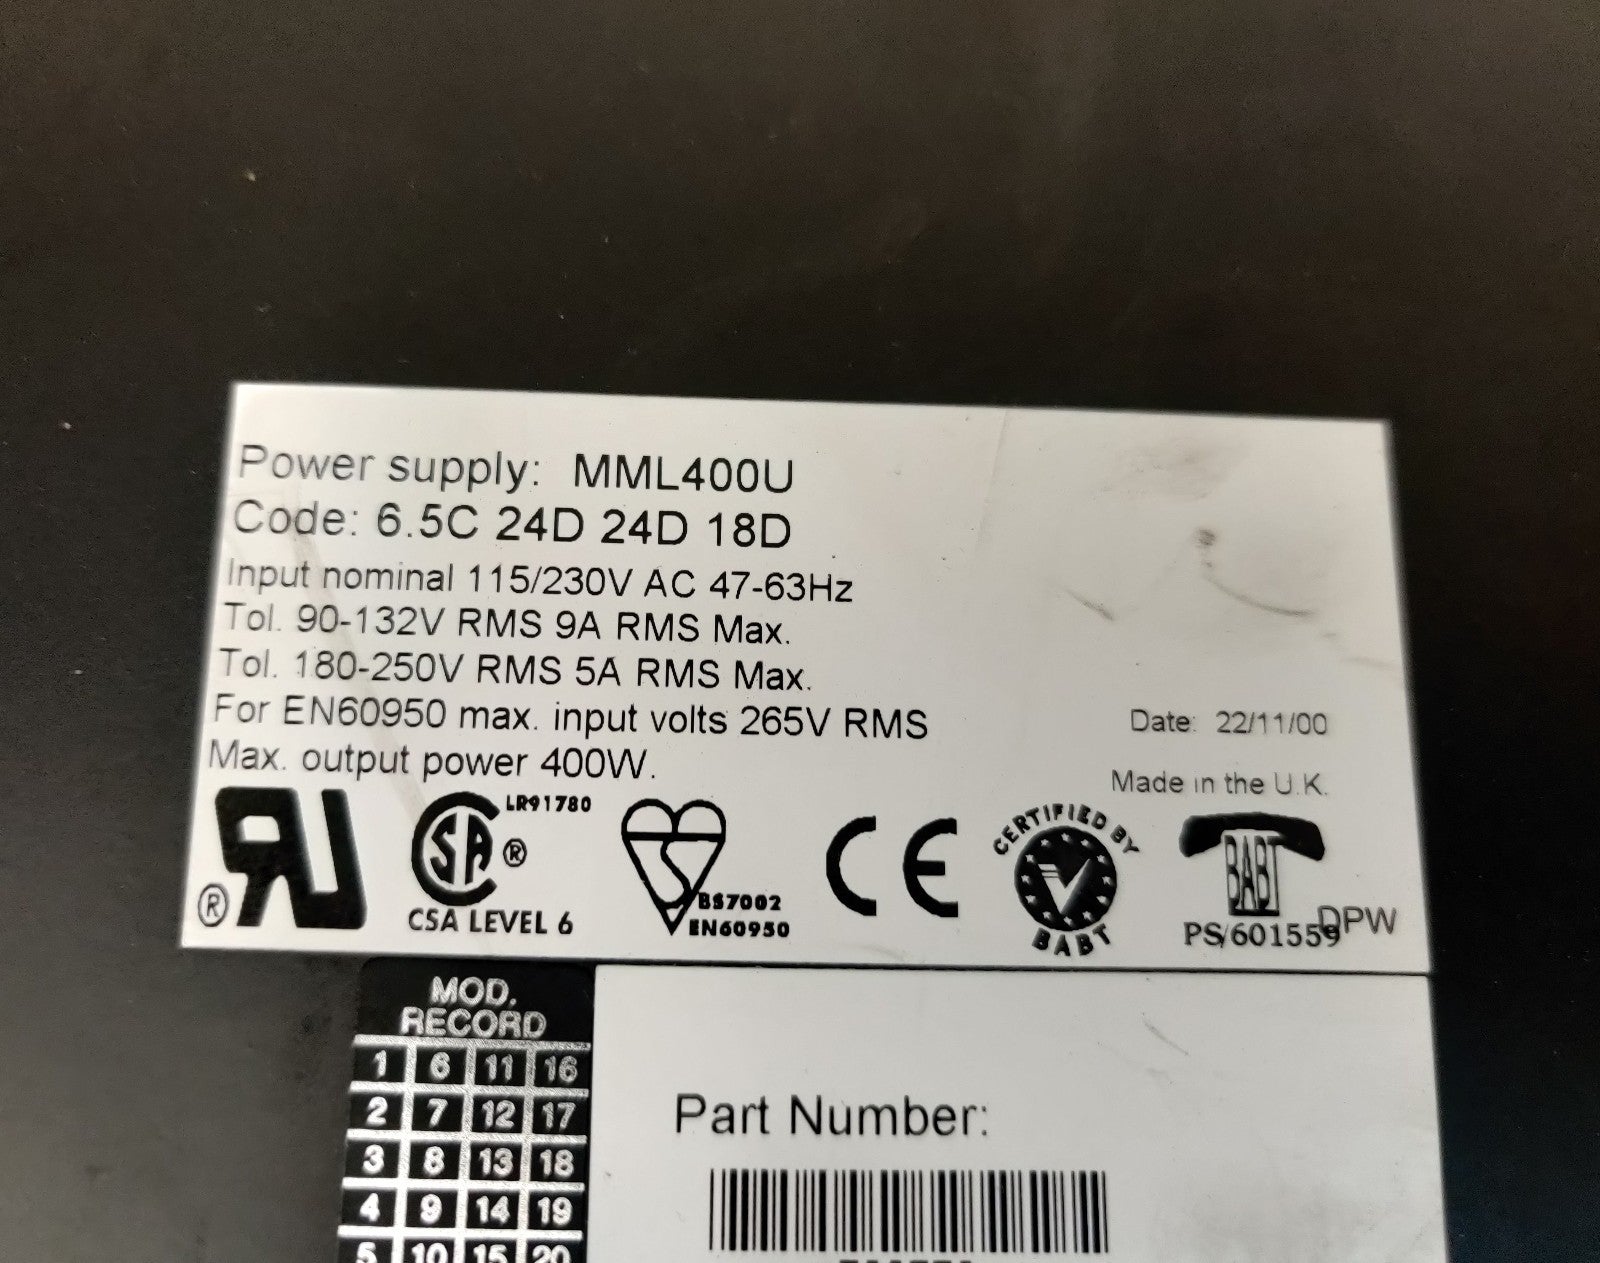 Power supply: MML400U
Code: 6.5C 24D 24D 18D
Input nominal 115/230V AC 47-63Hz
Tol. 90-132V RMS 9A RMS Max.
Tol. 180-250V RMS 5A RMS Max.
For EN60950 max. input volts 265V RMS
Max. output power 400W.
Date: 22/11/00
Made in the U.K.
LR91780
CSA LEVEL 6
BS7002
EN60950
CE
CERTIFIED BY
BABT
BABT
PS/601559
DPW
MOD.
RECORD
1 6 11 16
2 7 12 17
3 8 13 18
4 9 14 19
5 10 15 20
Part Number: